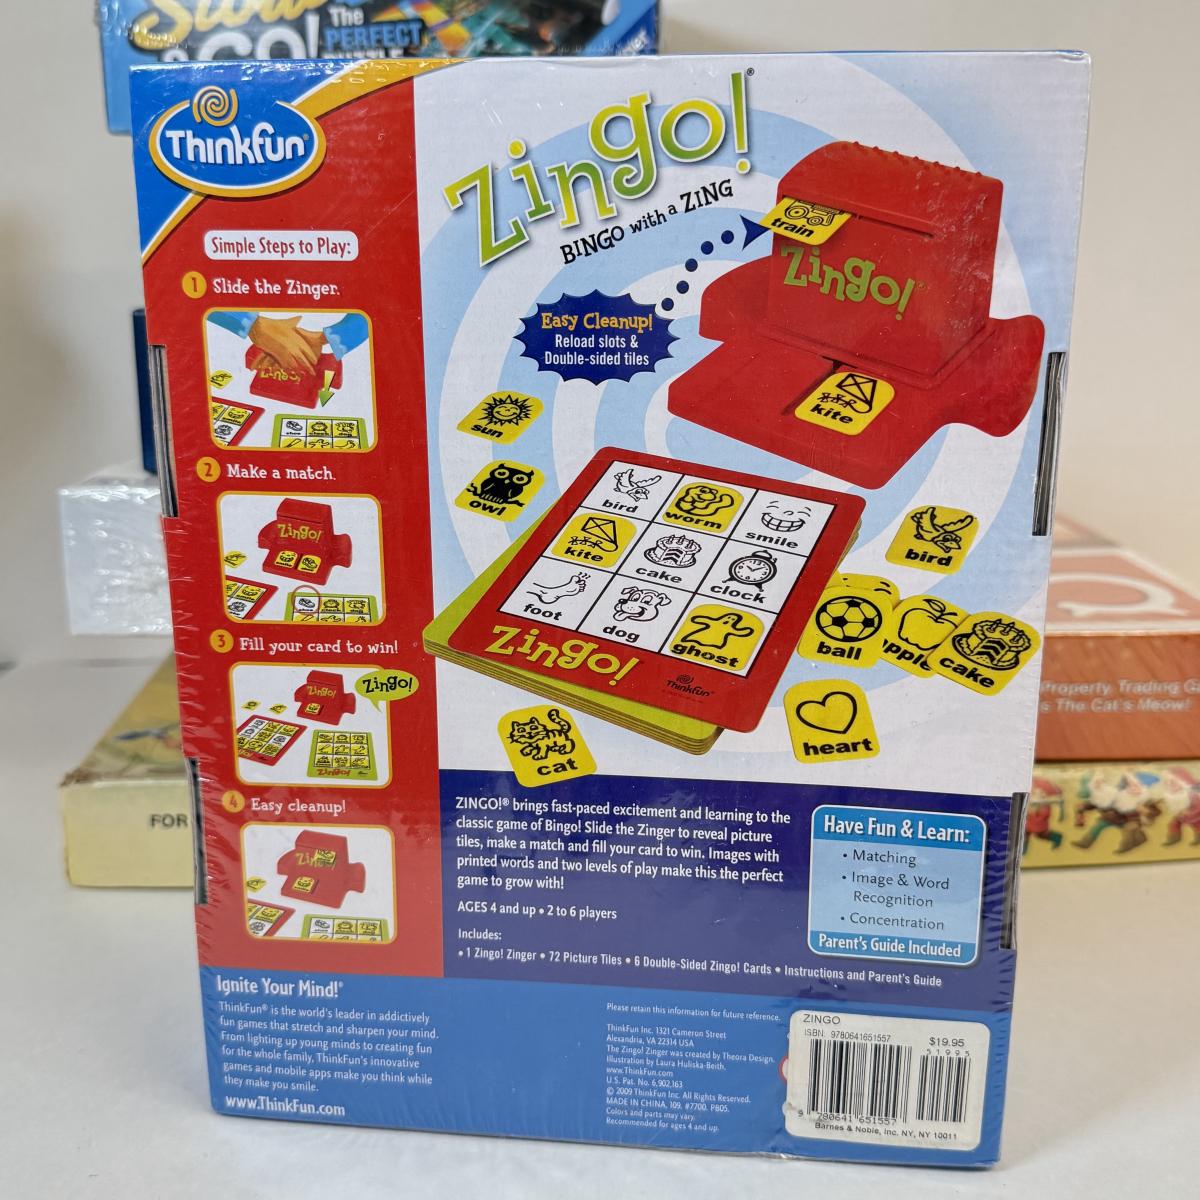 & GO!
The
PERFECT
ThinkFun®
Zingo!®
BINGO with a ZING
train
Zingo!®
Easy Cleanup!
Reload slots &
Double-sided tiles
kite
Simple Steps to Play:
1 Slide the Zinger.
Zingo!
2 Make a match.
Zingo!
3 Fill your card to win!
Zingo!
Zingo!
Zingo!
4 Easy cleanup!
sun
owl
bird
worm
smile
kite
cake
clock
foot
dog
ghost
Zingo!
ThinkFun®
bird
ball
cake
heart
cat
ZINGO!® brings fast-paced excitement and learning to the
classic game of Bingo! Slide the Zinger to reveal picture
tiles, make a match and fill your card to win. Images with
printed words and two levels of play make this the perfect
game to grow with!
AGES 4 and up • 2 to 6 players
Includes:
• 1 Zingo! Zinger • 72 Picture Tiles • 6 Double-Sided Zingo! Cards • Instructions and Parent's Guide
Have Fun & Learn:
• Matching
• Image & Word
Recognition
• Concentration
Parent's Guide Included
Ignite Your Mind!®
ThinkFun® is the world's leader in addictively
fun games that stretch and sharpen your mind.
From lighting up young minds to creating fun
for the whole family, ThinkFun's innovative
games and mobile apps make you think while
they make you smile.
www.ThinkFun.com
Please retain this information for future reference.
ThinkFun Inc. 1321 Cameron Street
Alexandria, VA 22314 USA
The Zingo! Zinger was created by Theora Design.
Illustration by Laura Huliska-Beith.
www.ThinkFun.com
U.S. Pat. No. 6,902,163
© 2009 ThinkFun Inc. All Rights Reserved.
MADE IN CHINA, 109. #7700. PB05.
Colors and parts may vary.
Recommended for ages 4 and up.
ZINGO
ISBN: 9780641651557
$19.95
51995
9 780641 651557
Barnes & Noble, Inc. NY, NY 10011
FOR
Property Trading G
s The Cat's Meow!